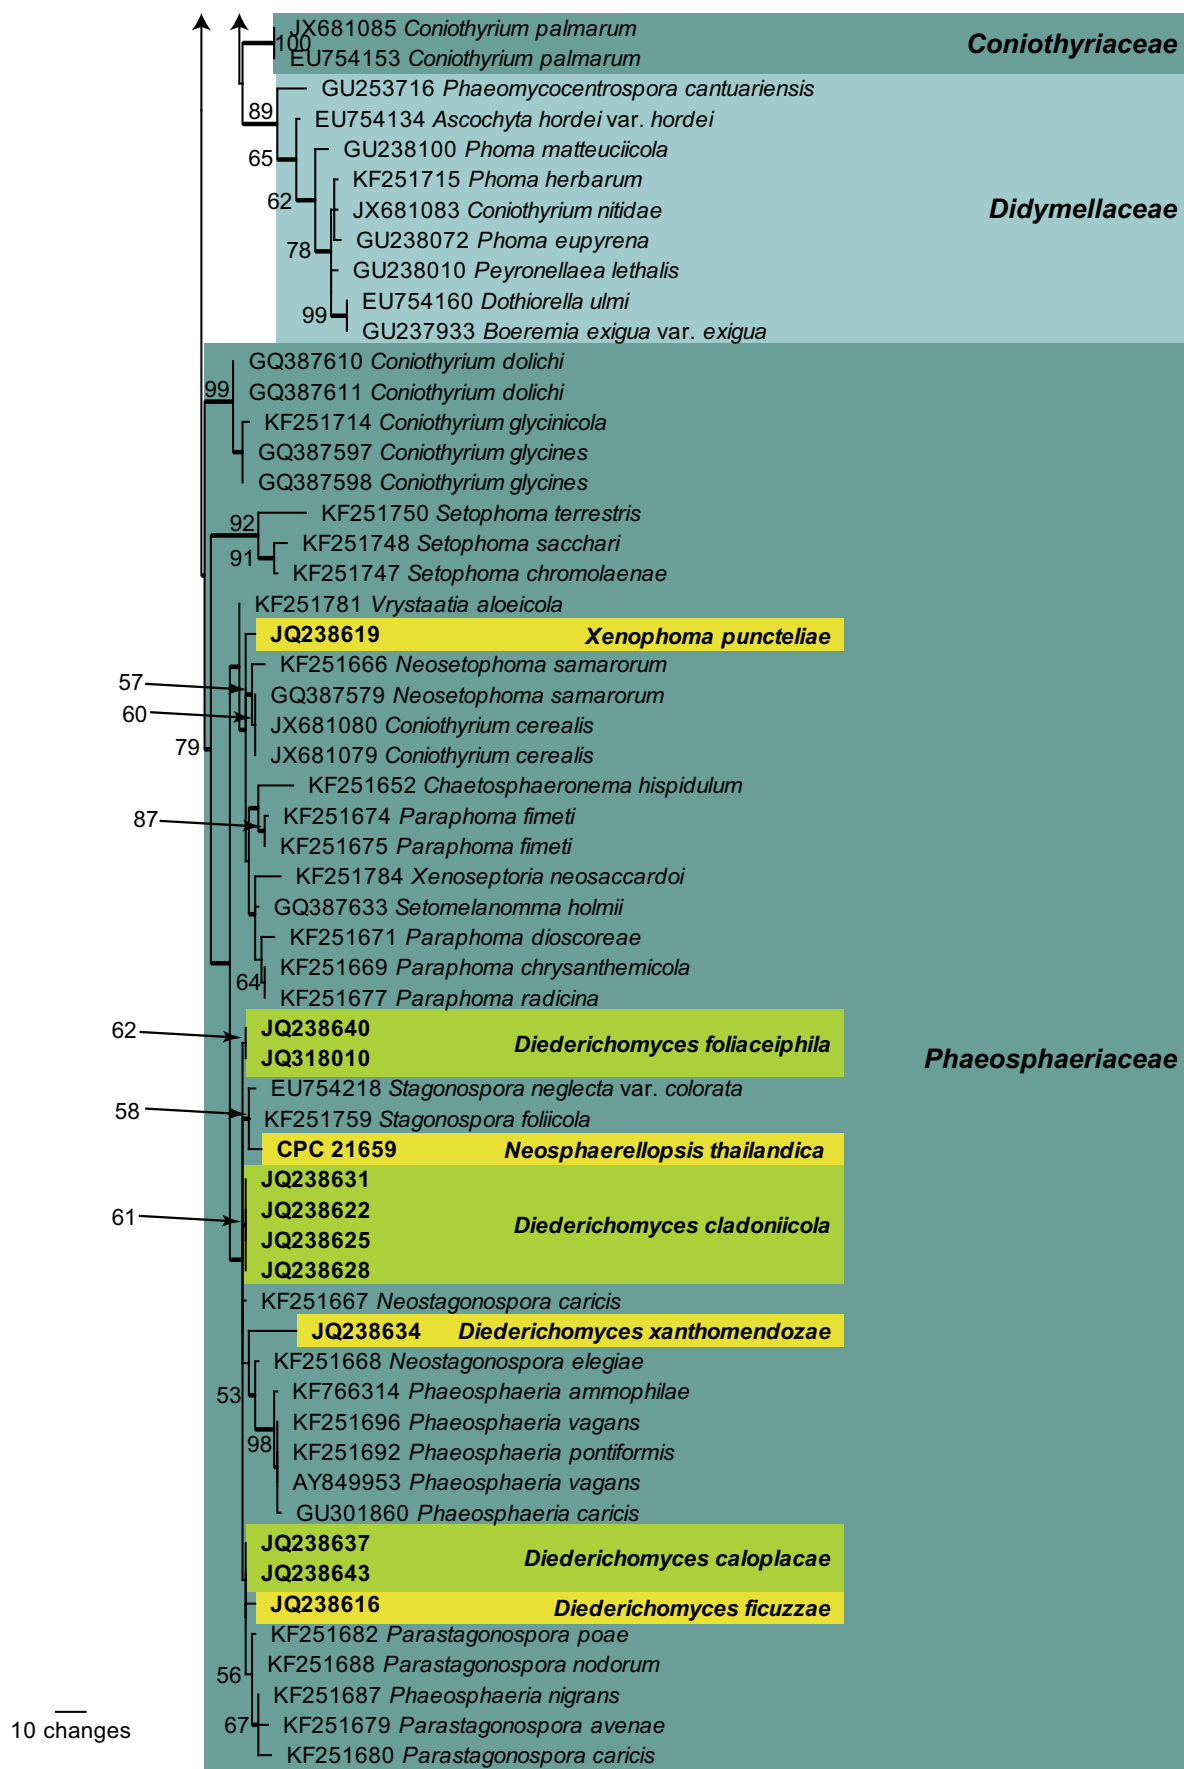 JX681085 Coniothyrium palmarum
100
EU754153 Coniothyrium palmarum
Coniothyriaceae
GU253716 Phaeomycocentrospora cantuariensis
89
EU754134 Ascochyta hordei var. hordei
GU238100 Phoma matteuciicola
65
KF251715 Phoma herbarum
62
JX681083 Coniothyrium nitidae
Didymellaceae
GU238072 Phoma eupyrena
78
GU238010 Peyronellaea lethalis
EU754160 Dothiorella ulmi
99
GU237933 Boeremia exigua var. exigua
GQ387610 Coniothyrium dolichi
99
GQ387611 Coniothyrium dolichi
KF251714 Coniothyrium glycinicola
GQ387597 Coniothyrium glycines
GQ387598 Coniothyrium glycines
KF251750 Setophoma terrestris
92
KF251748 Setophoma sacchari
91
KF251747 Setophoma chromolaenae
KF251781 Vrystaatia aloeicola
JQ238619 Xenophoma puncteliae
KF251666 Neosetophoma samarorum
57
GQ387579 Neosetophoma samarorum
60
JX681080 Coniothyrium cerealis
79
JX681079 Coniothyrium cerealis
KF251652 Chaetosphaeronema hispidulum
87
KF251674 Paraphoma fimeti
KF251675 Paraphoma fimeti
KF251784 Xenoseptoria neosaccardoi
GQ387633 Setomelanomma holmii
KF251671 Paraphoma dioscoreae
KF251669 Paraphoma chrysanthemicola
64
KF251677 Paraphoma radicina
62
JQ238640
Diederichomyces foliaceiphila
JQ318010
Phaeosphaeriaceae
EU754218 Stagonospora neglecta var. colorata
58
KF251759 Stagonospora foliicola
CPC 21659 Neosphaerellopsis thailandica
JQ238631
61
JQ238622
Diederichomyces cladoniicola
JQ238625
JQ238628
KF251667 Neostagonospora caricis
JQ238634 Diederichomyces xanthomendozae
KF251668 Neostagonospora elegiae
53
KF766314 Phaeosphaeria ammophilae
KF251696 Phaeosphaeria vagans
98
KF251692 Phaeosphaeria pontiformis
AY849953 Phaeosphaeria vagans
GU301860 Phaeosphaeria caricis
JQ238637
Diederichomyces caloplacae
JQ238643
JQ238616 Diederichomyces ficuzzae
KF251682 Parastagonospora poae
56
KF251688 Parastagonospora nodorum
KF251687 Phaeosphaeria nigrans
67
KF251679 Parastagonospora avenae
10 changes
KF251680 Parastagonospora caricis